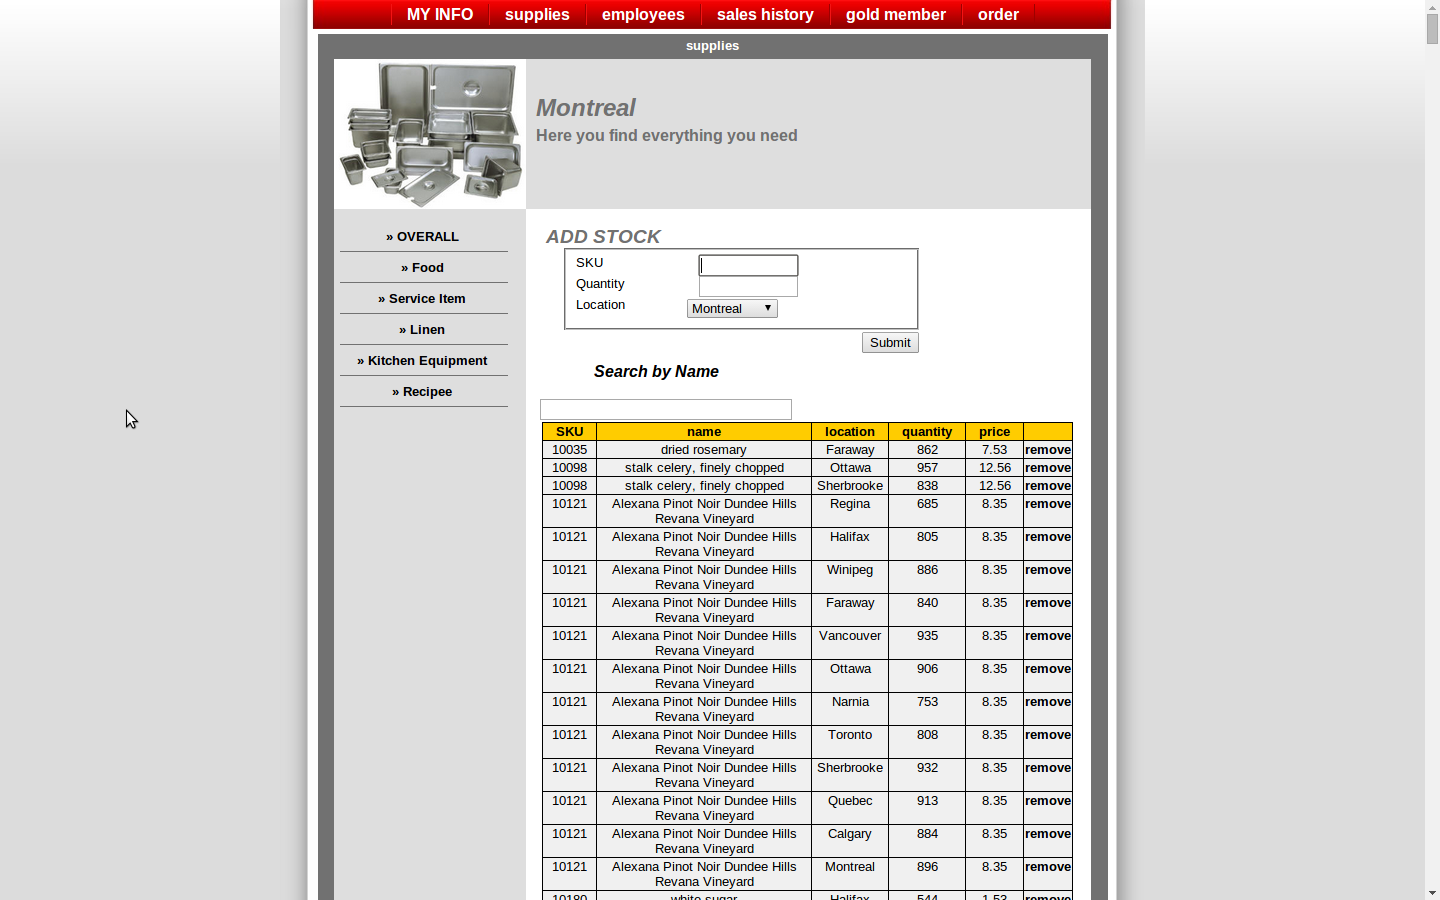 MY INFO supplies employees sales history gold member order
supplies
Montreal
Here you find everything you need
» OVERALL
» Food
» Service Item
» Linen
» Kitchen Equipment
» Recipee
ADD STOCK
SKU
Quantity
Location Montreal
Submit
Search by Name
SKU name location quantity price
10035 dried rosemary Faraway 862 7.53 remove
10098 stalk celery, finely chopped Ottawa 957 12.56 remove
10098 stalk celery, finely chopped Sherbrooke 838 12.56 remove
10121 Alexana Pinot Noir Dundee Hills Regina 685 8.35 remove
Revana Vineyard
10121 Alexana Pinot Noir Dundee Hills Halifax 805 8.35 remove
Revana Vineyard
10121 Alexana Pinot Noir Dundee Hills Winipeg 886 8.35 remove
Revana Vineyard
10121 Alexana Pinot Noir Dundee Hills Faraway 840 8.35 remove
Revana Vineyard
10121 Alexana Pinot Noir Dundee Hills Vancouver 935 8.35 remove
Revana Vineyard
10121 Alexana Pinot Noir Dundee Hills Ottawa 906 8.35 remove
Revana Vineyard
10121 Alexana Pinot Noir Dundee Hills Narnia 753 8.35 remove
Revana Vineyard
10121 Alexana Pinot Noir Dundee Hills Toronto 808 8.35 remove
Revana Vineyard
10121 Alexana Pinot Noir Dundee Hills Sherbrooke 932 8.35 remove
Revana Vineyard
10121 Alexana Pinot Noir Dundee Hills Quebec 913 8.35 remove
Revana Vineyard
10121 Alexana Pinot Noir Dundee Hills Calgary 884 8.35 remove
Revana Vineyard
10121 Alexana Pinot Noir Dundee Hills Montreal 896 8.35 remove
Revana Vineyard
10180 white sugar Halifax 544 1.53 remove